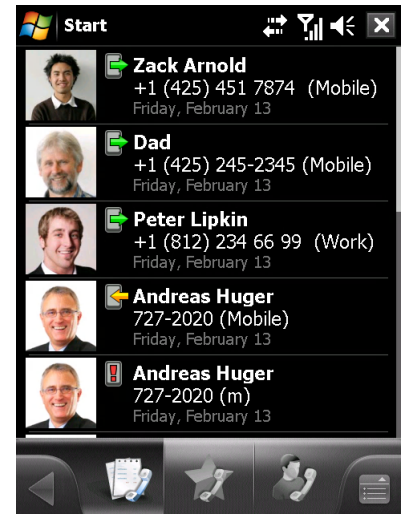 Start
Zack Arnold
+1 (425) 451 7874 (Mobile)
Friday, February 13
Dad
+1 (425) 245-2345 (Mobile)
Friday, February 13
Peter Lipkin
+1 (812) 234 66 99 (Work)
Friday, February 13
Andreas Huger
727-2020 (Mobile)
Friday, February 13
Andreas Huger
727-2020 (m)
Friday, February 13